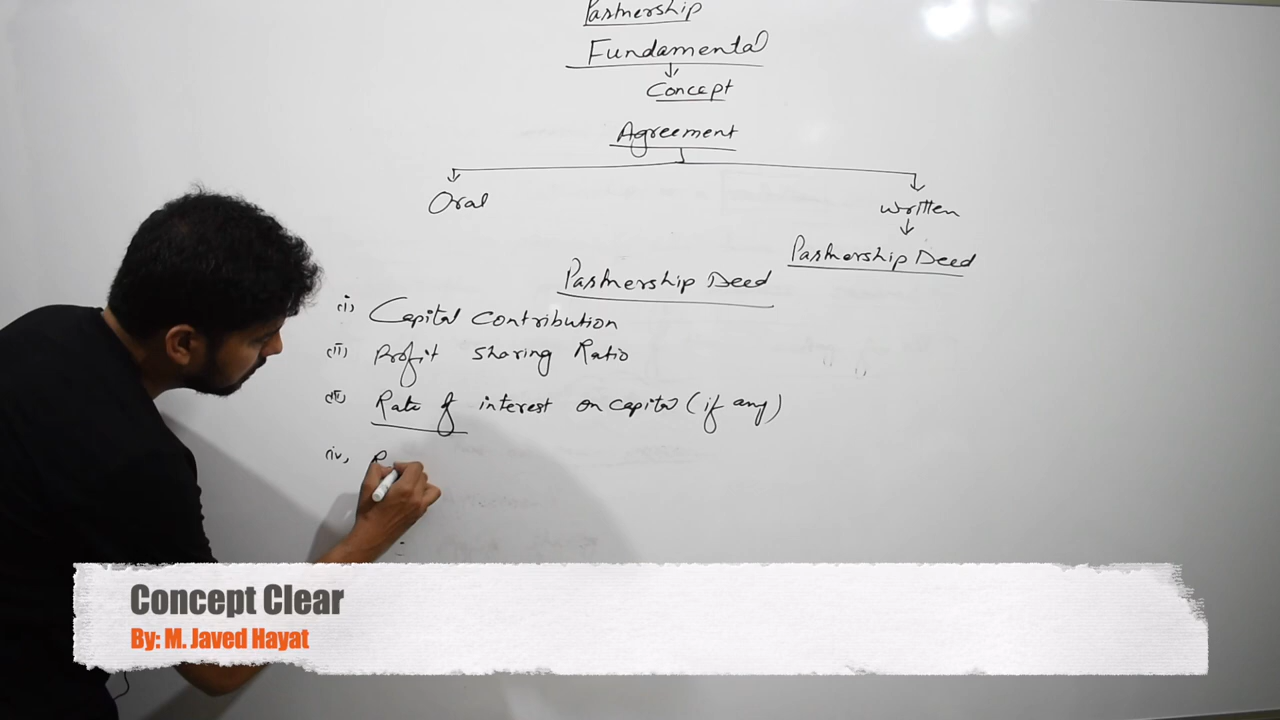 Partnership
Fundamental
Concept
Agreement
Oral
Written
Partnership Deed
Partnership Deed
(i) Capital Contribution
(ii) Profit sharing Ratio
(iii) Rate of interest on capital (if any)
(iv) R
Concept Clear
By: M. Javed Hayat